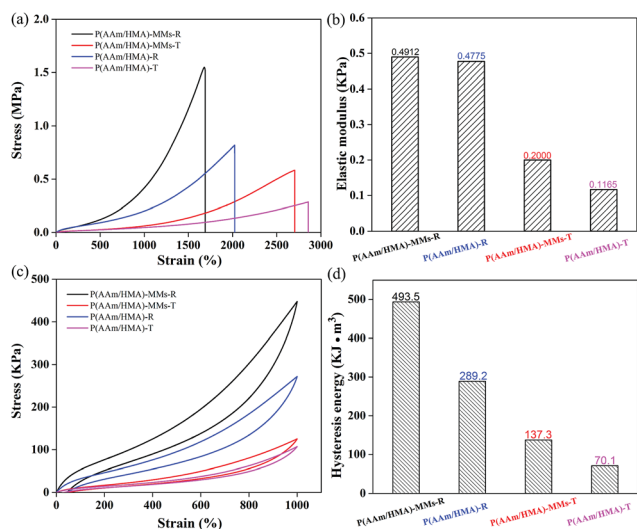 (a)
P(AAm/HMA)-MMs-R
P(AAm/HMA)-MMs-T
P(AAm/HMA)-R
P(AAm/HMA)-T
2.0
1.5
1.0
0.5
0.0
Stress (MPa)
0 500 1000 1500 2000 2500 3000
Strain (%)
(b)
0.6
0.5
0.4
0.3
0.2
0.1
0.0
Elastic modulus (KPa)
0.4912
0.4775
0.2000
0.1165
P(AAm/HMA)-MMs-R
P(AAm/HMA)-R
P(AAm/HMA)-MMs-T
P(AAm/HMA)-T
(c)
P(AAm/HMA)-MMs-R
P(AAm/HMA)-MMs-T
P(AAm/HMA)-R
P(AAm/HMA)-T
500
400
300
200
100
0
Stress (KPa)
0 200 400 600 800 1000
Strain (%)
(d)
500
400
300
200
100
0
Hysteresis energy (KJ • m³)
493.5
289.2
137.3
70.1
P(AAm/HMA)-MMs-R
P(AAm/HMA)-R
P(AAm/HMA)-MMs-T
P(AAm/HMA)-T